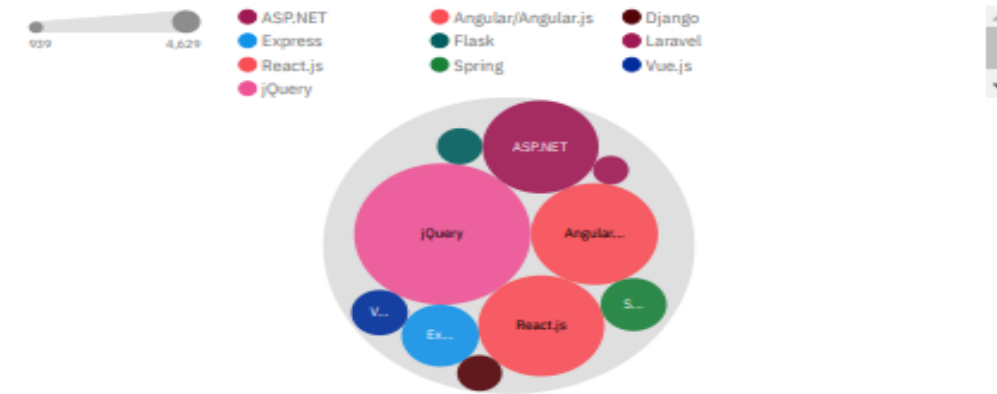 ASP.NET Angular/Angular.js Django
Express Flask Laravel
React.js Spring Vue.js
jQuery
939 4,629
ASP.NET
jQuery
Angular...
V...
Ex...
React.js
S...